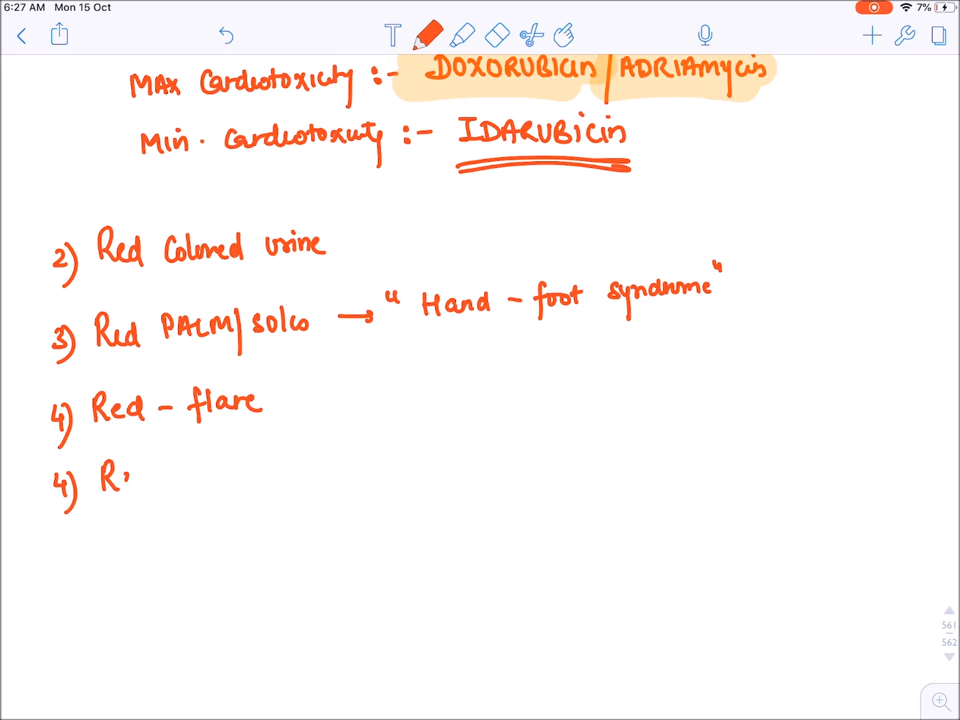 6:27 AM Mon 15 Oct 7%
T
MAX Cardiotoxicity :- DOXORUBICIN / ADRIAMYCIN
Min. Cardiotoxicity :- IDARUBICIN
2) Red Colored urine
3) Red PALM/Soles → "Hand - foot syndrome"
4) Red - flare
4) R
561
562